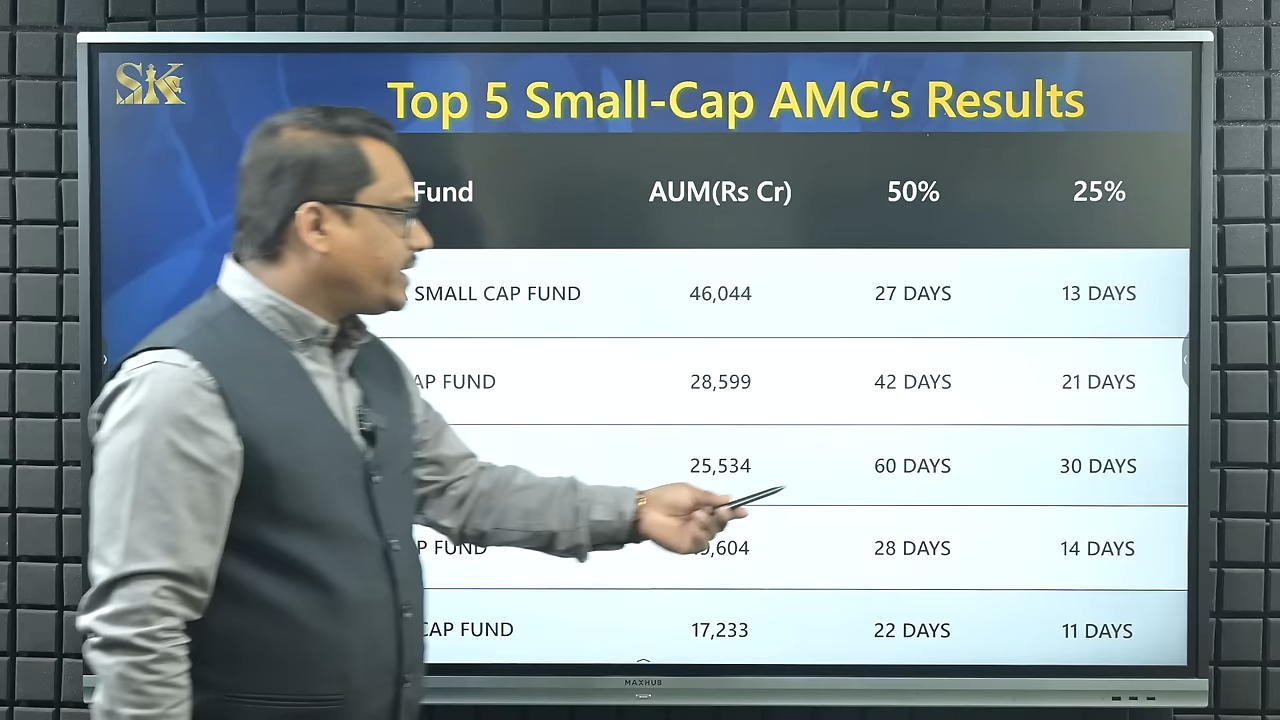 SK
Top 5 Small-Cap AMC's Results
Fund AUM(Rs Cr) 50% 25%
SMALL CAP FUND 46,044 27 DAYS 13 DAYS
FUND 28,599 42 DAYS 21 DAYS
25,534 60 DAYS 30 DAYS
FUND 28 DAYS 14 DAYS
CAP FUND 17,233 22 DAYS 11 DAYS
MAXHUB